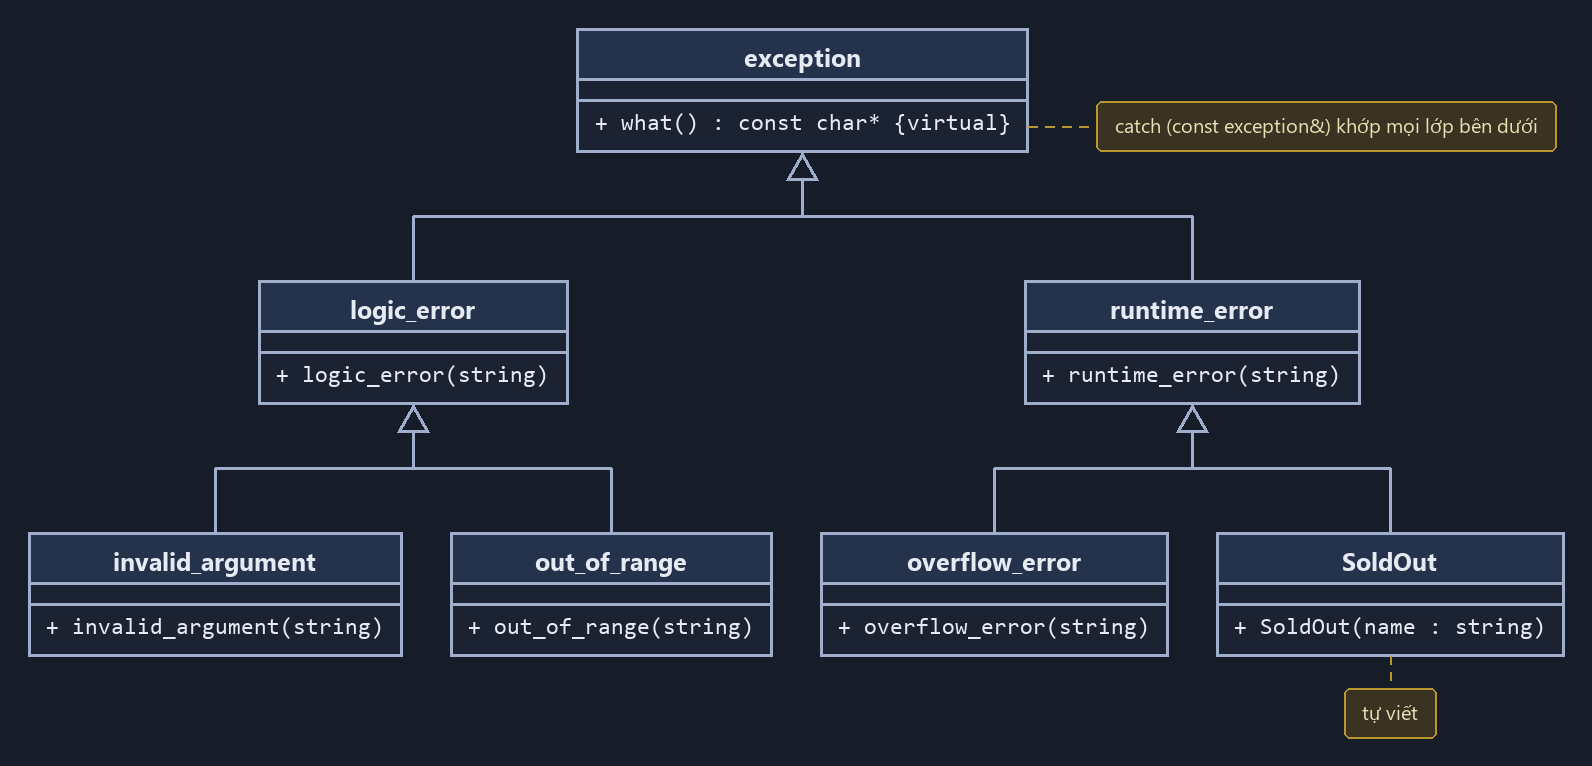 exception
+ what() : const char* {virtual}
catch (const exception&) khớp mọi lớp bên dưới
logic_error
+ logic_error(string)
runtime_error
+ runtime_error(string)
invalid_argument
+ invalid_argument(string)
out_of_range
+ out_of_range(string)
overflow_error
+ overflow_error(string)
SoldOut
+ SoldOut(name : string)
tự viết